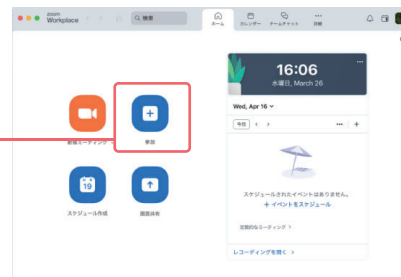 zoom
Workplace
検索
ホーム
カレンダー
チームチャット
詳細
16:06
水曜日, March 26
Wed, Apr 16
今日
新規ミーティング
参加
19
スケジュール作成
画面共有
スケジュールされたイベントはありません。
+ イベントをスケジュール
定期的なミーティング >
レコーディングを開く >